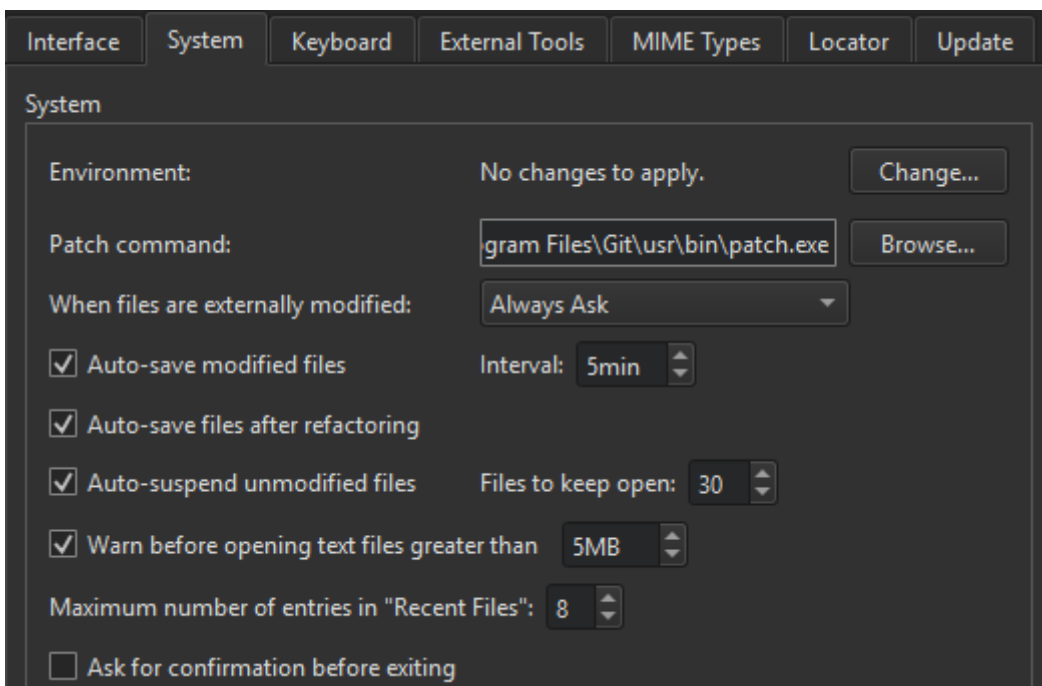 Interface System Keyboard External Tools MIME Types Locator Update
System
Environment: No changes to apply. Change...
Patch command: gram Files\Git\usr\bin\patch.exe Browse...
When files are externally modified: Always Ask
Auto-save modified files Interval: 5min
Auto-save files after refactoring
Auto-suspend unmodified files Files to keep open: 30
Warn before opening text files greater than 5MB
Maximum number of entries in "Recent Files": 8
Ask for confirmation before exiting